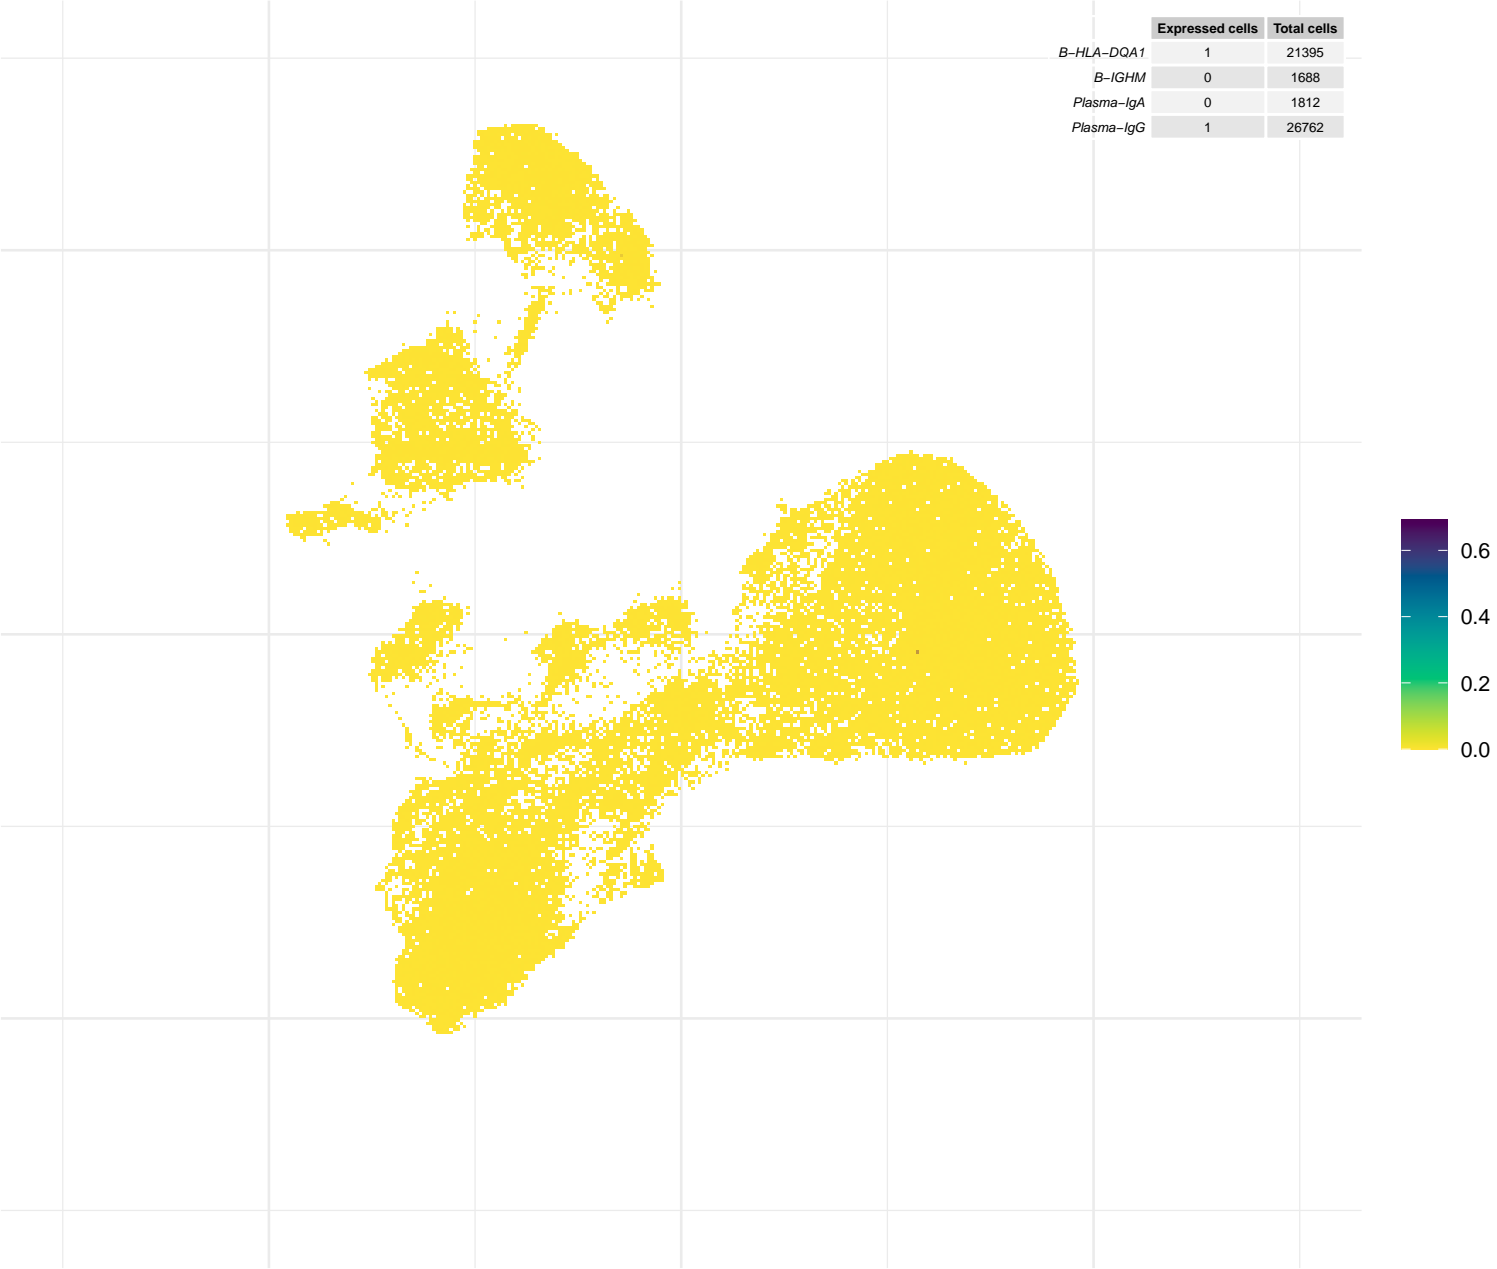 Expressed cells Total cells
B−HLA−DQA1 1 21395
B−IGHM 0 1688
Plasma−IgA 0 1812
Plasma−IgG 1 26762
0.6
0.4
0.2
0.0